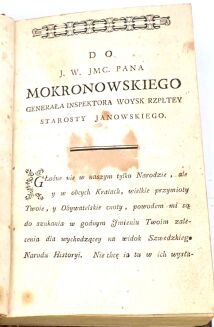 DO
J. W. JMC. PANA
MOKRONOWSKIEGO
GENERAŁA INSPEKTORA WOYSK RZPLTEY
STAROSTY JANOWSKIEGO.
Głośne nie w naszym tylko Narodzie, ale
y w obcych Kraiach, wielkie przymioty
Twoie, y Obywatelskie cnoty, powodem mi są
do szukania w godnym Imieniu Twoim zale-
cenia dla wychodzącey na widok Szwedzkiego
Narodu Historyi. Nie chcę ia tu w ich wysta-